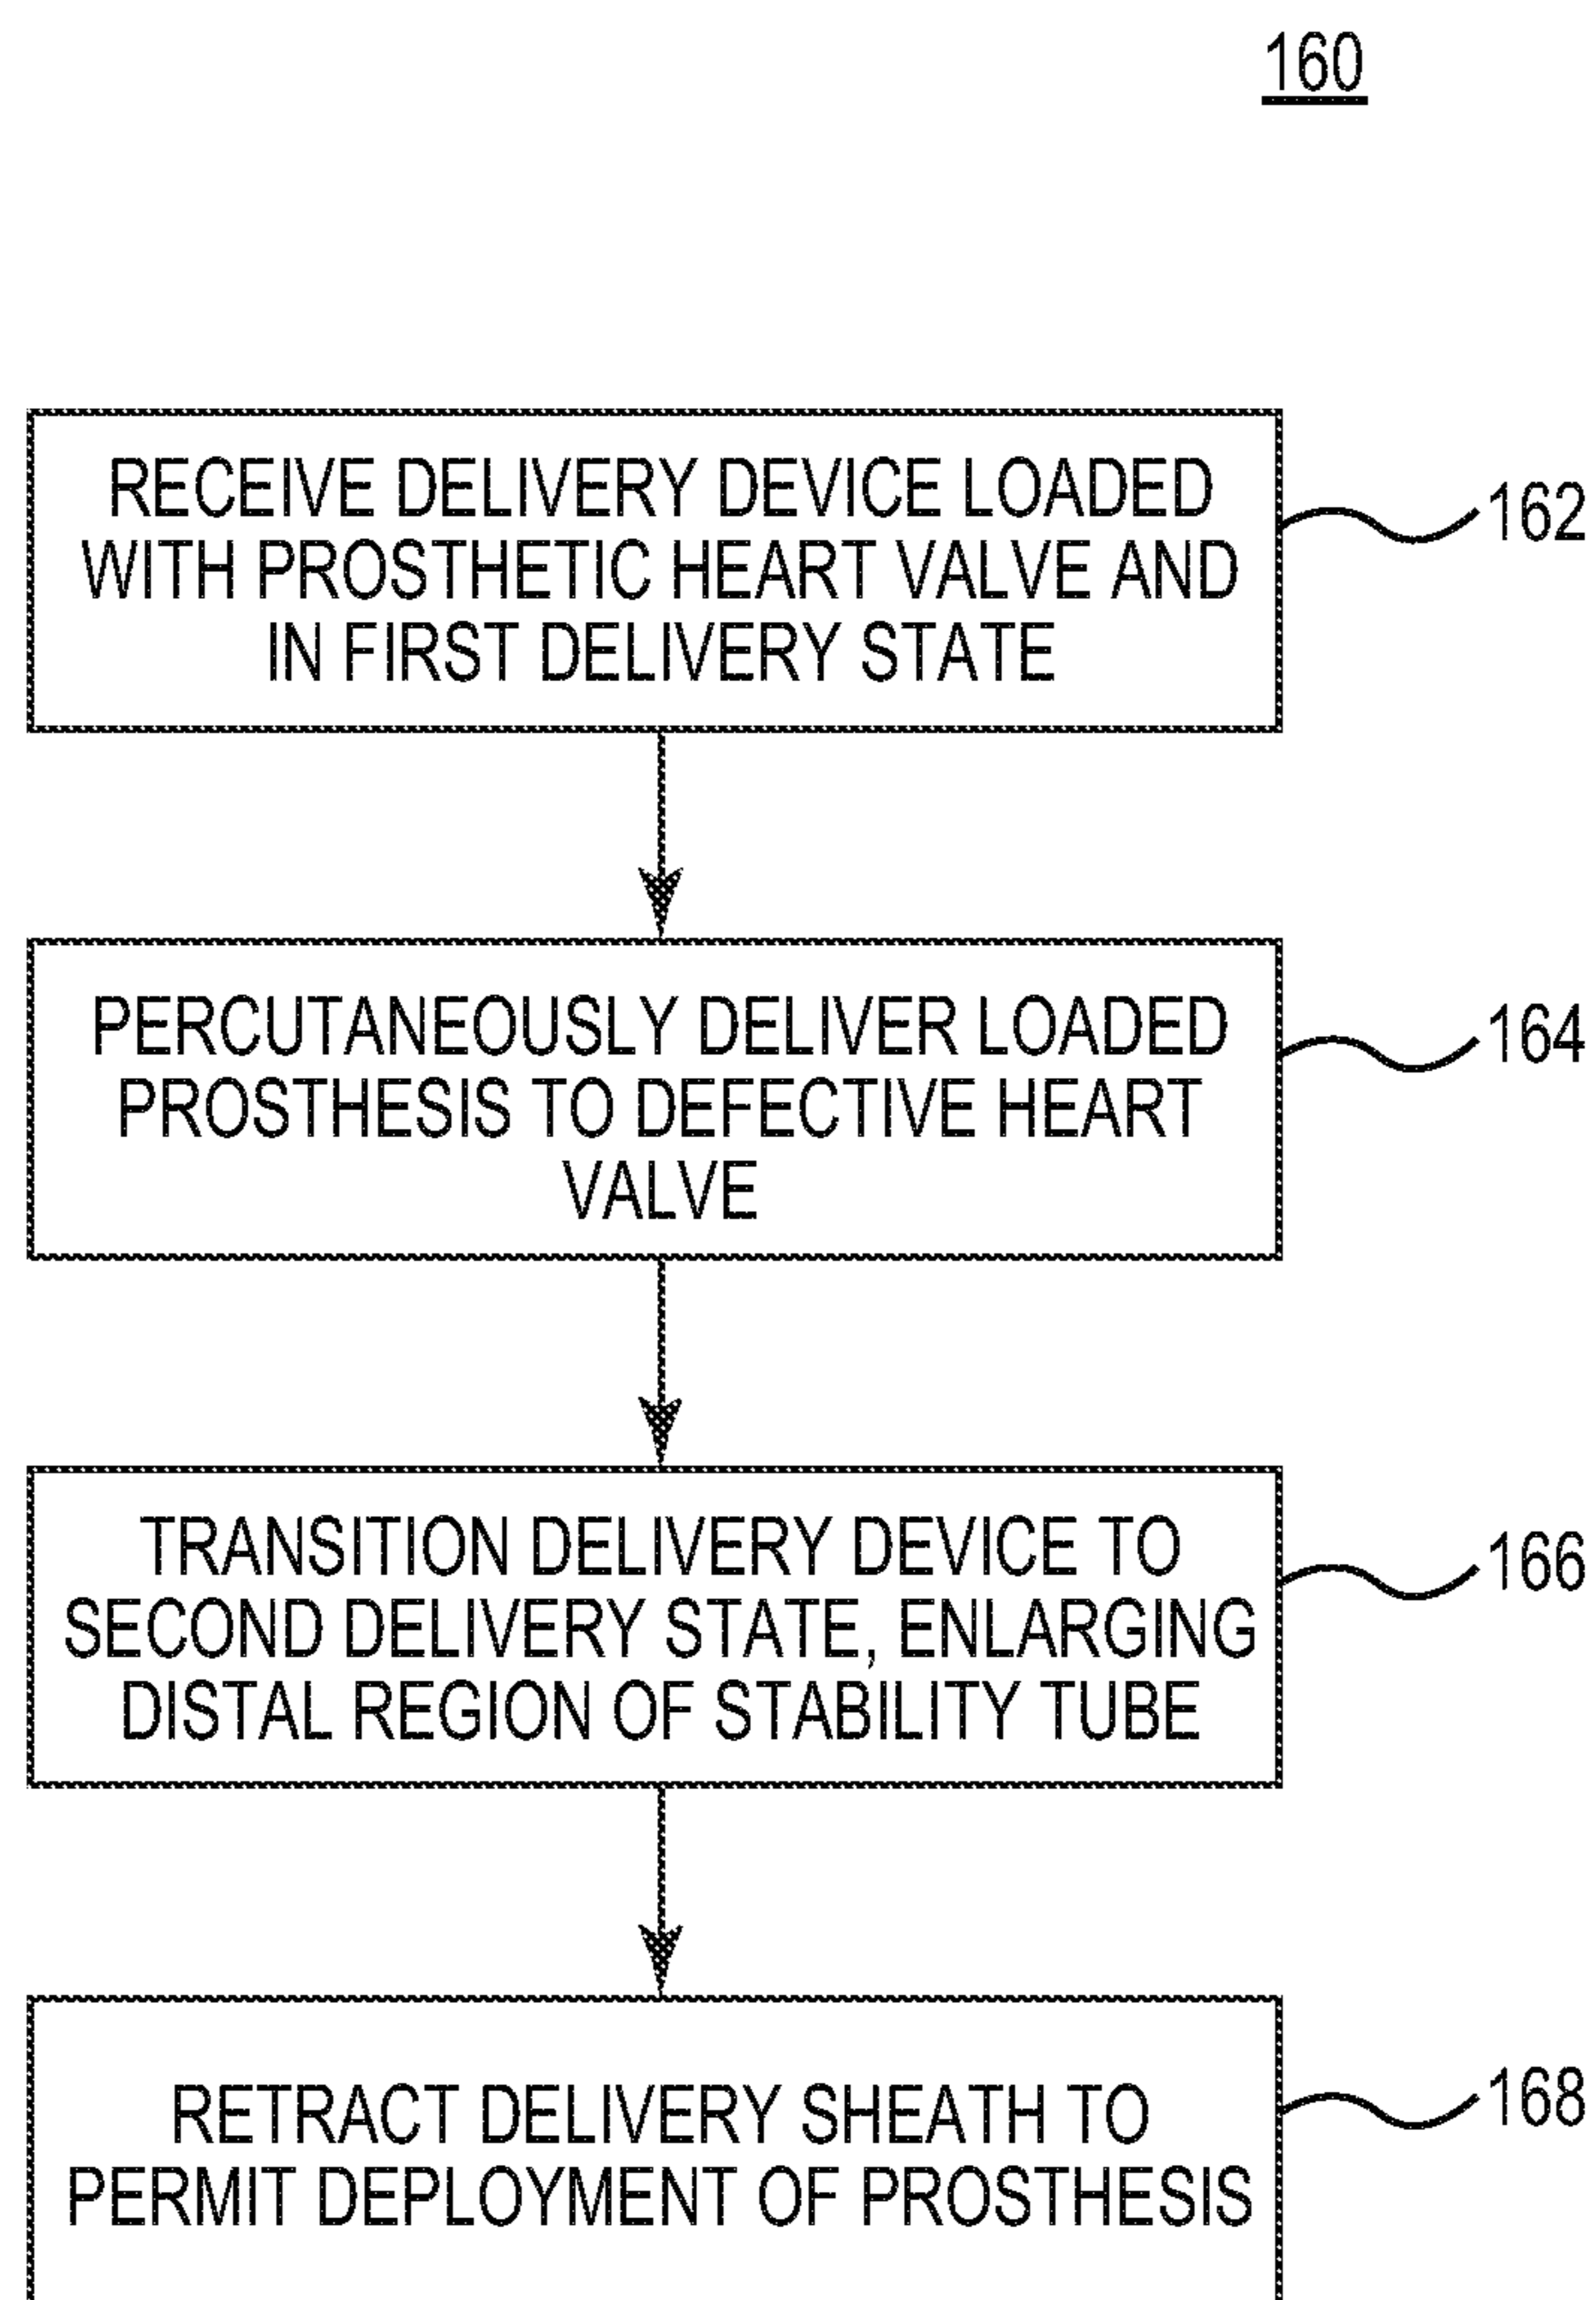 160
RECEIVE DELIVERY DEVICE LOADED
WITH PROSTHETIC HEART VALVE AND
IN FIRST DELIVERY STATE
162
PERCUTANEOUSLY DELIVER LOADED
PROSTHESIS TO DEFECTIVE HEART
VALVE
164
TRANSITION DELIVERY DEVICE TO
SECOND DELIVERY STATE, ENLARGING
DISTAL REGION OF STABILITY TUBE
166
RETRACT DELIVERY SHEATH TO
PERMIT DEPLOYMENT OF PROSTHESIS
168